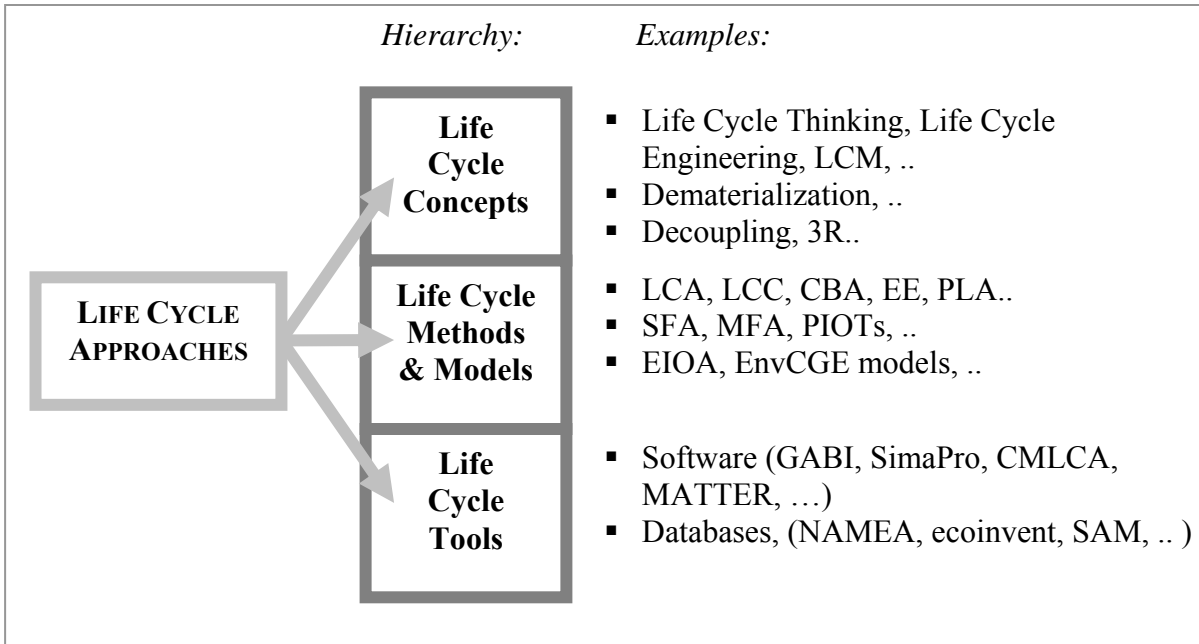 Hierarchy: Examples:
LIFE CYCLE
APPROACHES
Life
Cycle
Concepts
▪ Life Cycle Thinking, Life Cycle
Engineering, LCM, ..
▪ Dematerialization, ..
▪ Decoupling, 3R..
Life Cycle
Methods
& Models
▪ LCA, LCC, CBA, EE, PLA..
▪ SFA, MFA, PIOTs, ..
▪ EIOA, EnvCGE models, ..
Life
Cycle
Tools
▪ Software (GABI, SimaPro, CMLCA,
MATTER, …)
▪ Databases, (NAMEA, ecoinvent, SAM, .. )